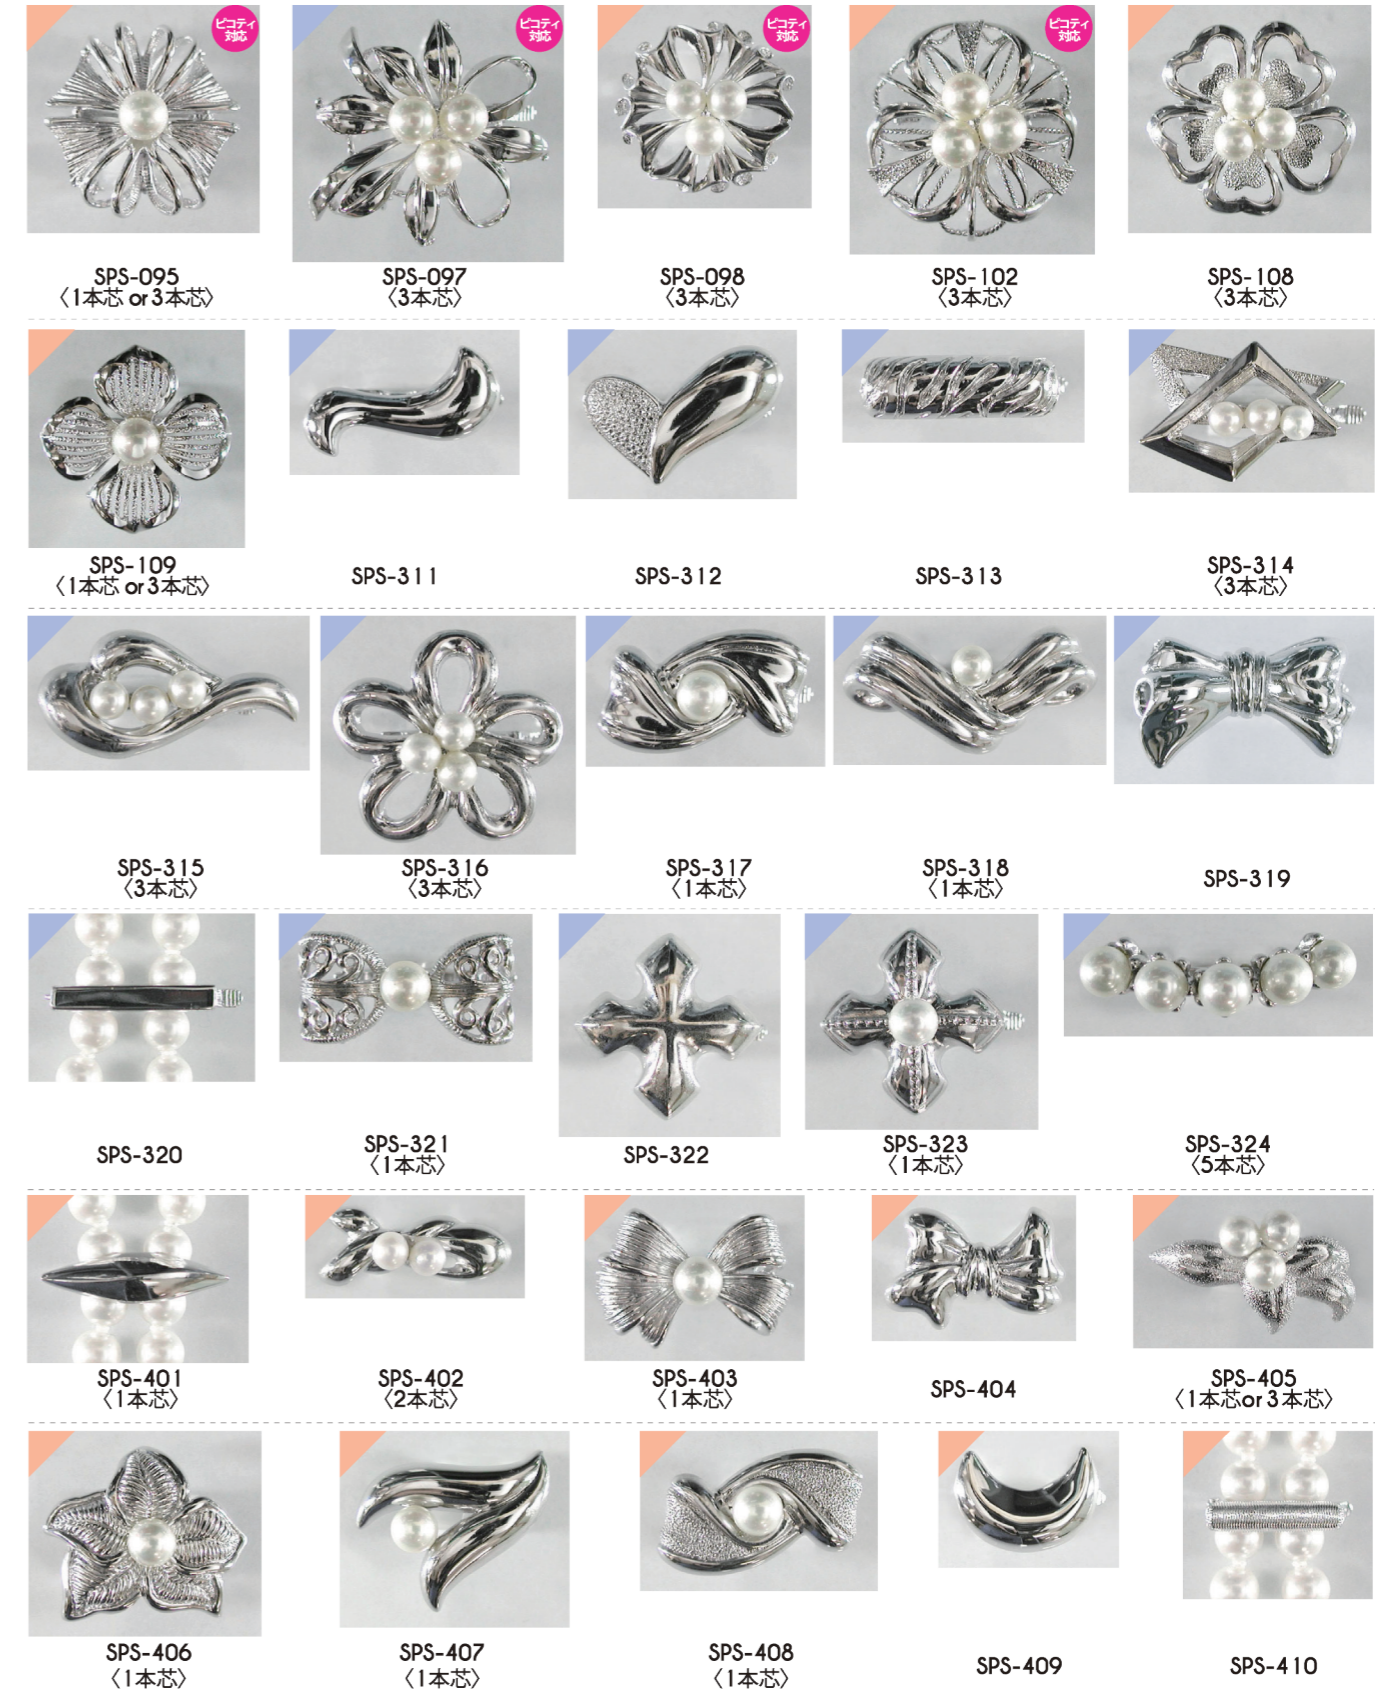 ピコティ
対応
ピコティ
対応
ピコティ
対応
ピコティ
対応
SPS-095
〈1本芯 or 3本芯〉
SPS-097
〈3本芯〉
SPS-098
〈3本芯〉
SPS-102
〈3本芯〉
SPS-108
〈3本芯〉
SPS-109
〈1本芯 or 3本芯〉
SPS-311
SPS-312
SPS-313
SPS-314
〈3本芯〉
SPS-315
〈3本芯〉
SPS-316
〈3本芯〉
SPS-317
〈1本芯〉
SPS-318
〈1本芯〉
SPS-319
SPS-320
SPS-321
〈1本芯〉
SPS-322
SPS-323
〈1本芯〉
SPS-324
〈5本芯〉
SPS-401
〈1本芯〉
SPS-402
〈2本芯〉
SPS-403
〈1本芯〉
SPS-404
SPS-405
〈1本芯or 3本芯〉
SPS-406
〈1本芯〉
SPS-407
〈1本芯〉
SPS-408
〈1本芯〉
SPS-409
SPS-410